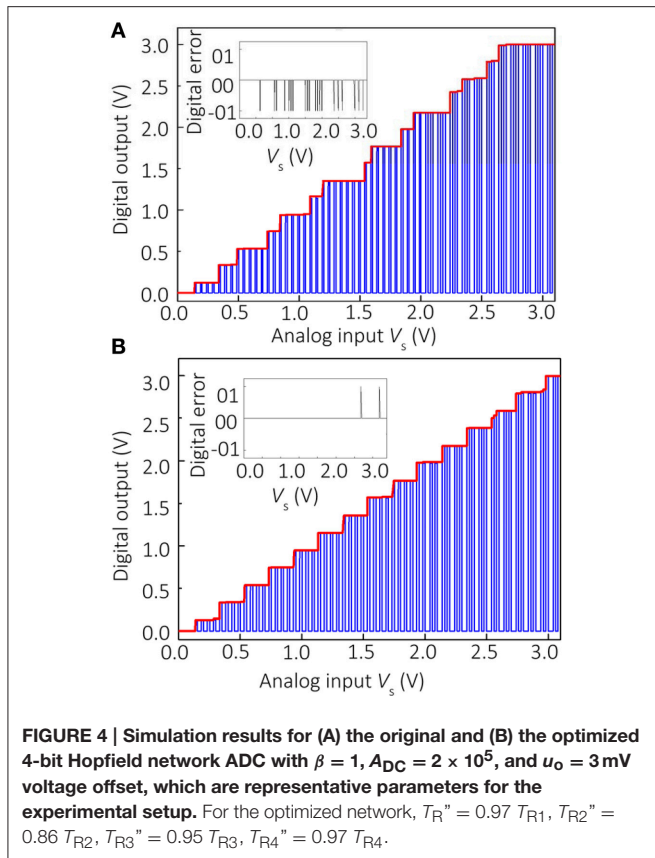 A
3.0
2.5
2.0
1.5
1.0
0.5
0.0
Digital output (V)
01
00
-01
Digital error
0.0 1.0 2.0 3.0
Vs (V)
0.0 0.5 1.0 1.5 2.0 2.5 3.0
Analog input Vs (V)
B
3.0
2.5
2.0
1.5
1.0
0.5
0.0
Digital output (V)
01
00
-01
Digital error
0.0 1.0 2.0 3.0
Vs (V)
0.0 0.5 1.0 1.5 2.0 2.5 3.0
Analog input Vs (V)
FIGURE 4 | Simulation results for (A) the original and (B) the optimized
4-bit Hopfield network ADC with β = 1, ADC = 2 × 10⁵, and uo = 3 mV
voltage offset, which are representative parameters for the
experimental setup. For the optimized network, TR” = 0.97 TR1, TR2” =
0.86 TR2, TR3” = 0.95 TR3, TR4” = 0.97 TR4.